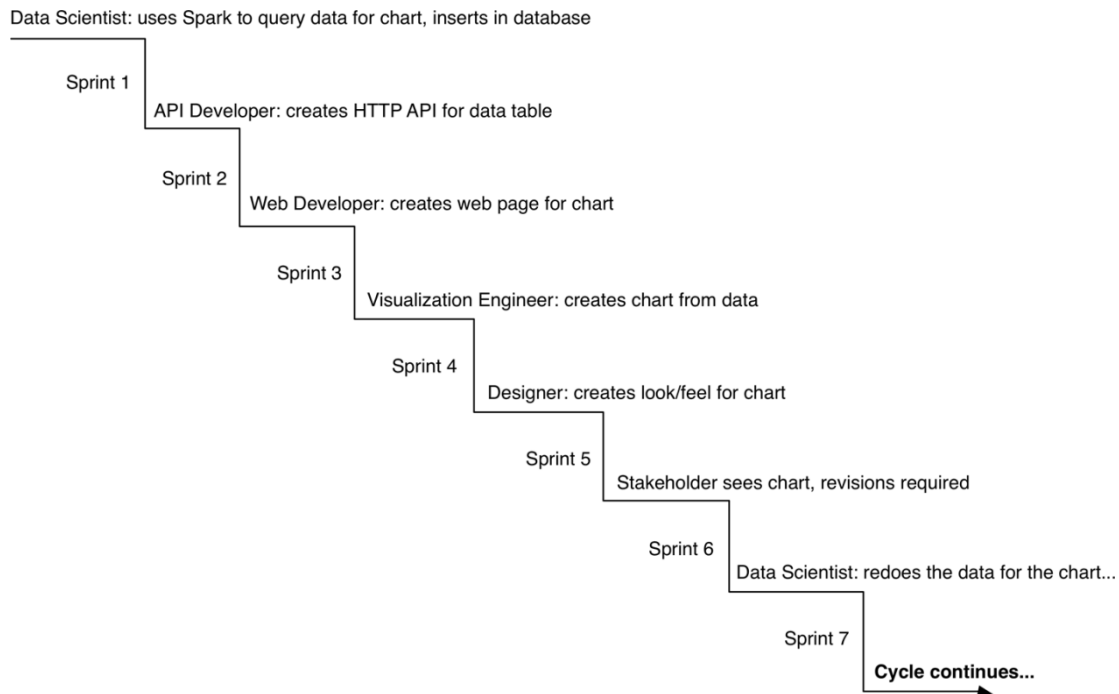 Data Scientist: uses Spark to query data for chart, inserts in database
Sprint 1
API Developer: creates HTTP API for data table
Sprint 2
Web Developer: creates web page for chart
Sprint 3
Visualization Engineer: creates chart from data
Sprint 4
Designer: creates look/feel for chart
Sprint 5
Stakeholder sees chart, revisions required
Sprint 6
Data Scientist: redoes the data for the chart...
Sprint 7
Cycle continues...